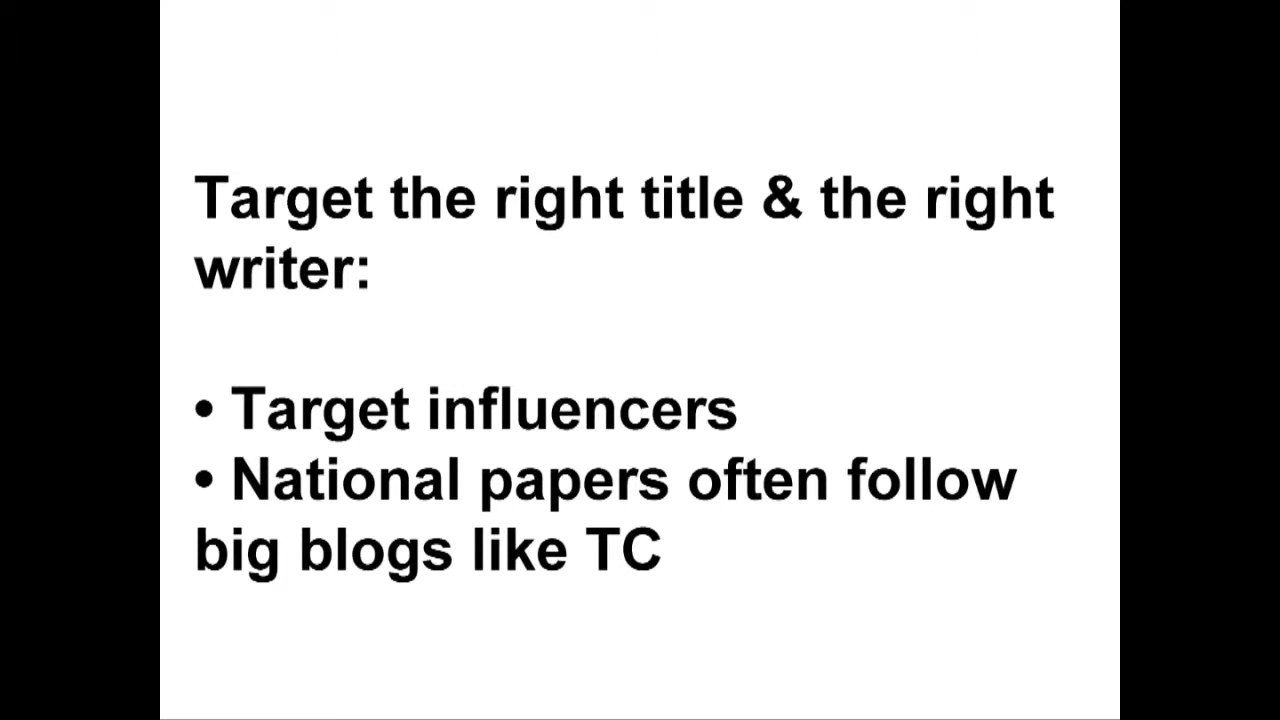 Target the right title & the right
writer:
• Target influencers
• National papers often follow
big blogs like TC